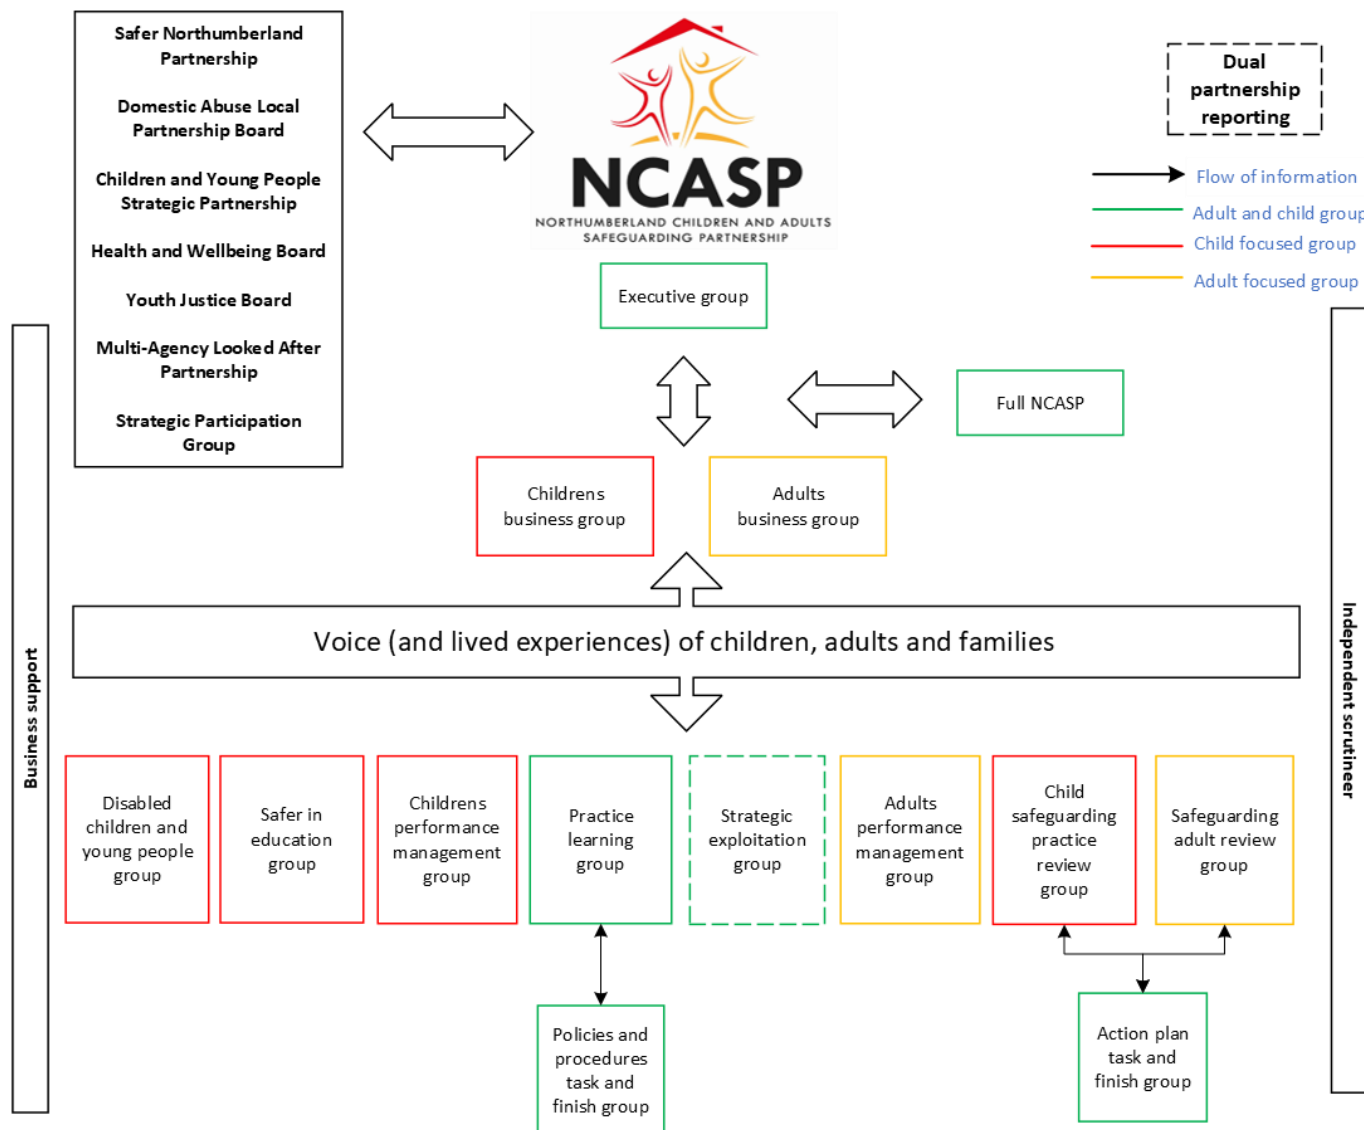 Safer Northumberland
Partnership
Domestic Abuse Local
Partnership Board
Children and Young People
Strategic Partnership
Health and Wellbeing Board
Youth Justice Board
Multi-Agency Looked After
Partnership
Strategic Participation
Group
NCASP
NORTHUMBERLAND CHILDREN AND ADULTS
SAFEGUARDING PARTNERSHIP
Dual
partnership
reporting
Flow of information
Adult and child group
Child focused group
Adult focused group
Executive group
Full NCASP
Childrens
business group
Adults
business group
Business support
Voice (and lived experiences) of children, adults and families
Independent scrutineer
Disabled
children and
young people
group
Safer in
education
group
Childrens
performance
management
group
Practice
learning
group
Strategic
exploitation
group
Adults
performance
management
group
Child
safeguarding
practice
review
group
Safeguarding
adult review
group
Policies and
procedures
task and
finish group
Action plan
task and
finish group